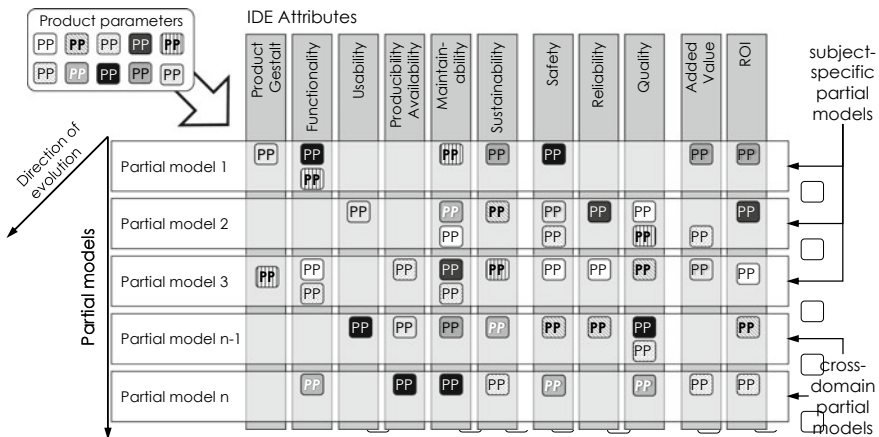 Product parameters
PP PP PP PP PP
PP PP PP PP PP
IDE Attributes
Product
Gestalt
Functionality
Usability
Producibility
Availability
Maintain-
ability
Sustainability
Safety
Reliability
Quality
Added
Value
ROI
subject-
specific
partial
models
Direction of
evolution
Partial models
Partial model 1
PP PP PP PP PP PP PP
PP
Partial model 2
PP PP PP PP PP PP PP
PP PP PP PP
Partial model 3
PP PP PP PP PP PP PP PP PP PP
PP PP
Partial model n-1
PP PP PP PP PP PP PP PP
PP
Partial model n
PP PP PP PP PP PP PP PP
cross-
domain
partial
models